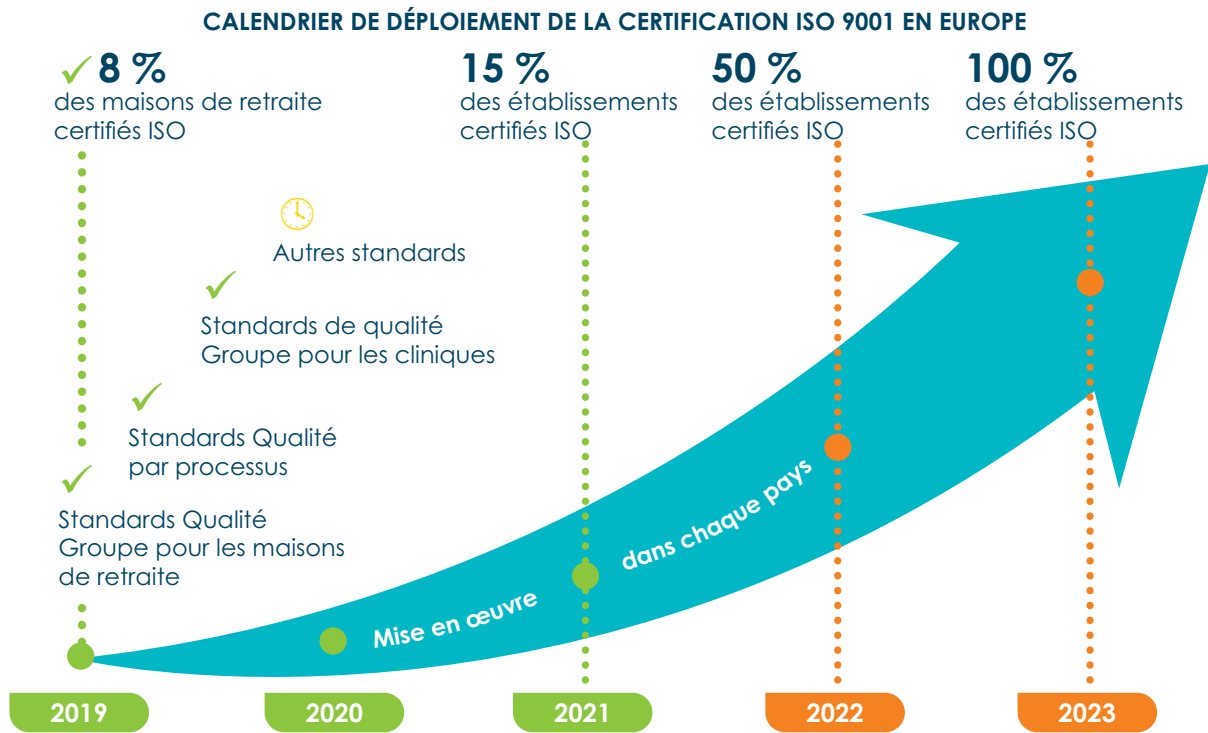 CALENDRIER DE DÉPLOIEMENT DE LA CERTIFICATION ISO 9001 EN EUROPE
8 %
des maisons de retraite
certifiés ISO
15 %
des établissements
certifiés ISO
50 %
des établissements
certifiés ISO
100 %
des établissements
certifiés ISO
Autres standards
Standards de qualité
Groupe pour les cliniques
Standards Qualité
par processus
Standards Qualité
Groupe pour les maisons
de retraite
Mise en œuvre
dans chaque pays
2019
2020
2021
2022
2023